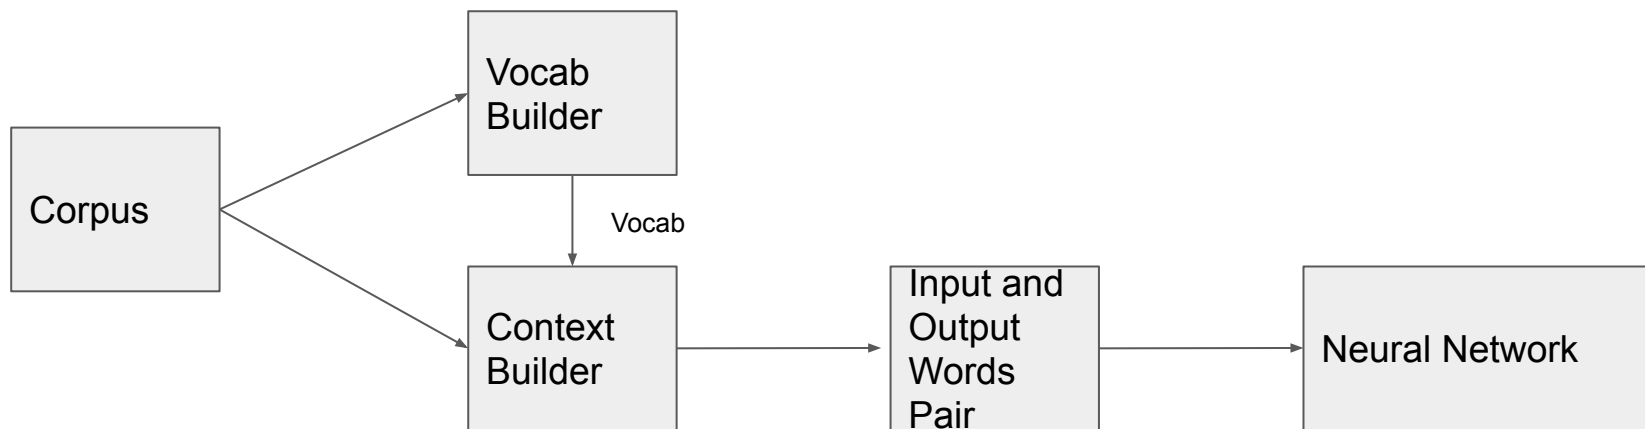 Corpus
Vocab
Builder
Vocab
Context
Builder
Input and
Output
Words
Pair
Neural Network